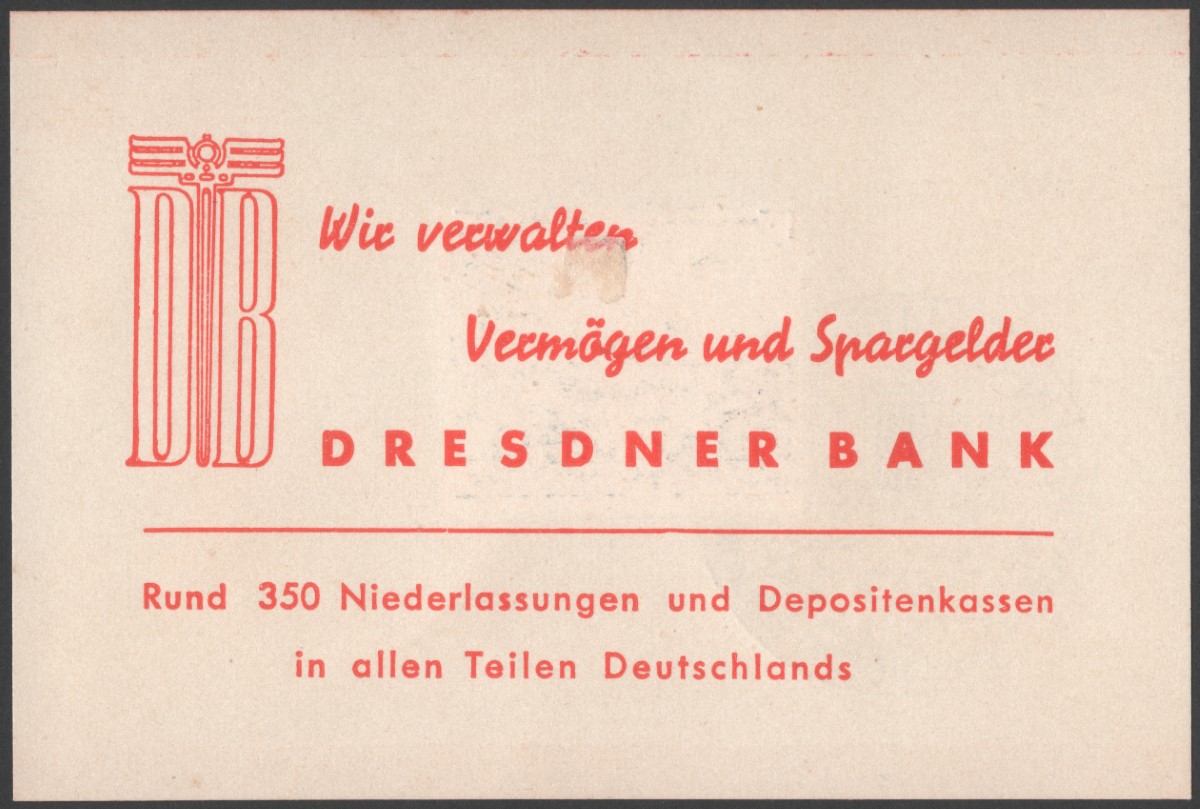 DB
Wir verwalten
Vermögen und Spargelder
DRESDNER BANK
Rund 350 Niederlassungen und Depositenkassen
in allen Teilen Deutschlands